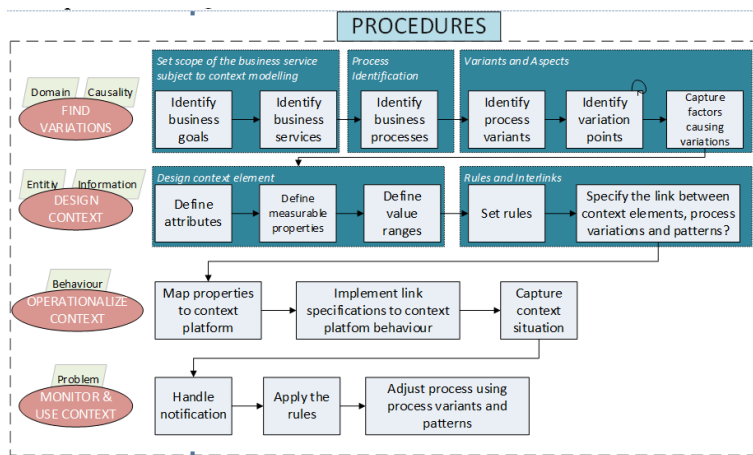 PROCEDURES
Set scope of the business service
subject to context modelling
Process
Identification
Variants and Aspects
Domain
Causality
FIND
VARIATIONS
Identify
business
goals
Identify
business
services
Identify
business
processes
Identify
process
variants
Identify
variation
points
Capture
factors
causing
variations
Entitiy
Information
DESIGN
CONTEXT
Design context element
Define
attributes
Define
measurable
properties
Define
value
ranges
Rules and Interlinks
Set rules
Specify the link between
context elements, process
variations and patterns?
Behaviour
OPERATIONALIZE
CONTEXT
Map properties
to context
platform
Implement link
specifications to context
platfom behaviour
Capture
context
situation
Problem
MONITOR &
USE CONTEXT
Handle
notification
Apply the
rules
Adjust process using
process variants and
patterns